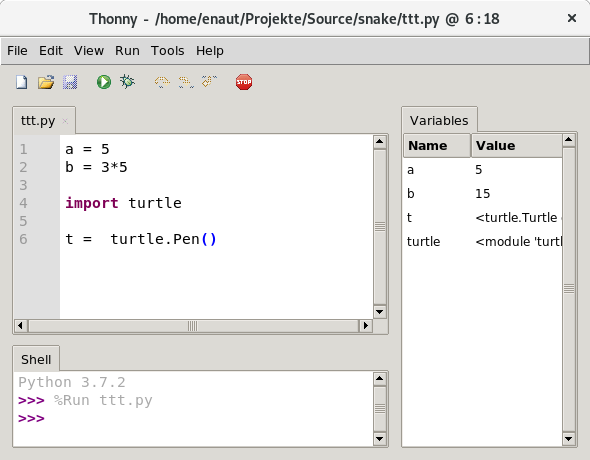 Thonny - /home/enaut/Projekte/Source/snake/ttt.py @ 6 : 18
File Edit View Run Tools Help
STOP
ttt.py
1 a = 5
2 b = 3*5
3
4 import turtle
5
6 t =  turtle.Pen()
Shell
Python 3.7.2
>>> %Run ttt.py
>>>
Variables
Name Value
a 5
b 15
t <turtle.Turtle
turtle <module 'turtl